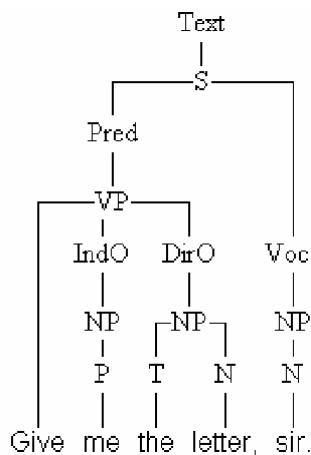 Text
S
Pred
VP
IndO DirO Voc
NP NP NP
P T N N
Give me the letter, sir.